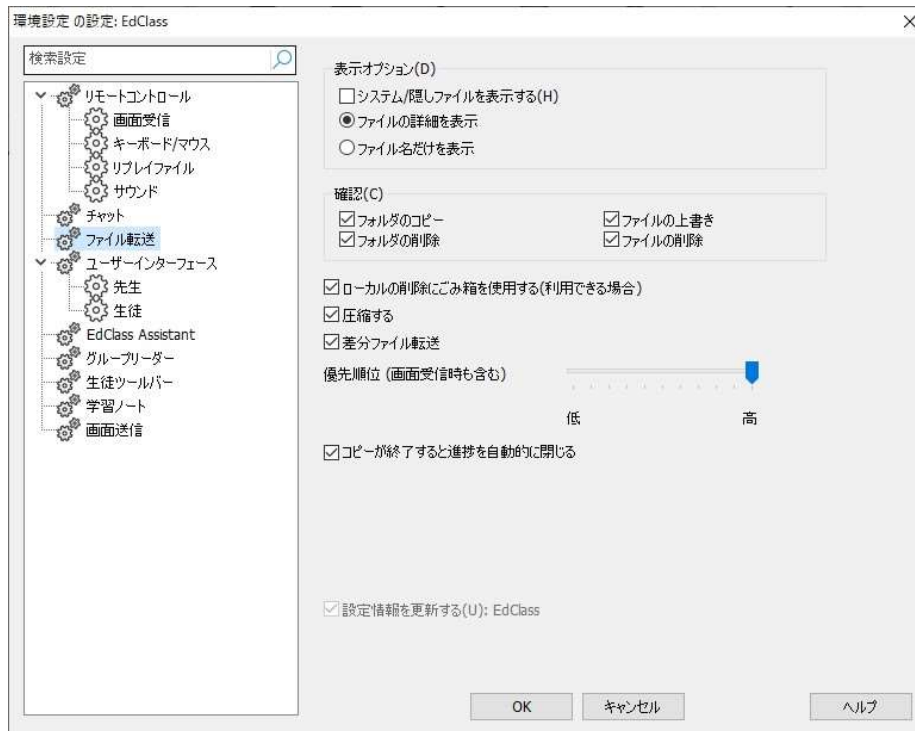 環境設定 の設定: EdClass
検索設定
リモートコントロール
画面受信
キーボード/マウス
リプレイファイル
サウンド
チャット
ファイル転送
ユーザーインターフェース
先生
生徒
EdClass Assistant
グループリーダー
生徒ツールバー
学習ノート
画面送信
表示オプション(D)
システム/隠しファイルを表示する(H)
ファイルの詳細を表示
ファイル名だけを表示
確認(C)
フォルダのコピー ファイルの上書き
フォルダの削除 ファイルの削除
ローカルの削除にごみ箱を使用する(利用できる場合)
圧縮する
差分ファイル転送
優先順位 (画面受信時も含む)
低 高
コピーが終了すると進捗を自動的に閉じる
設定情報を更新する(U): EdClass
OK キャンセル ヘルプ